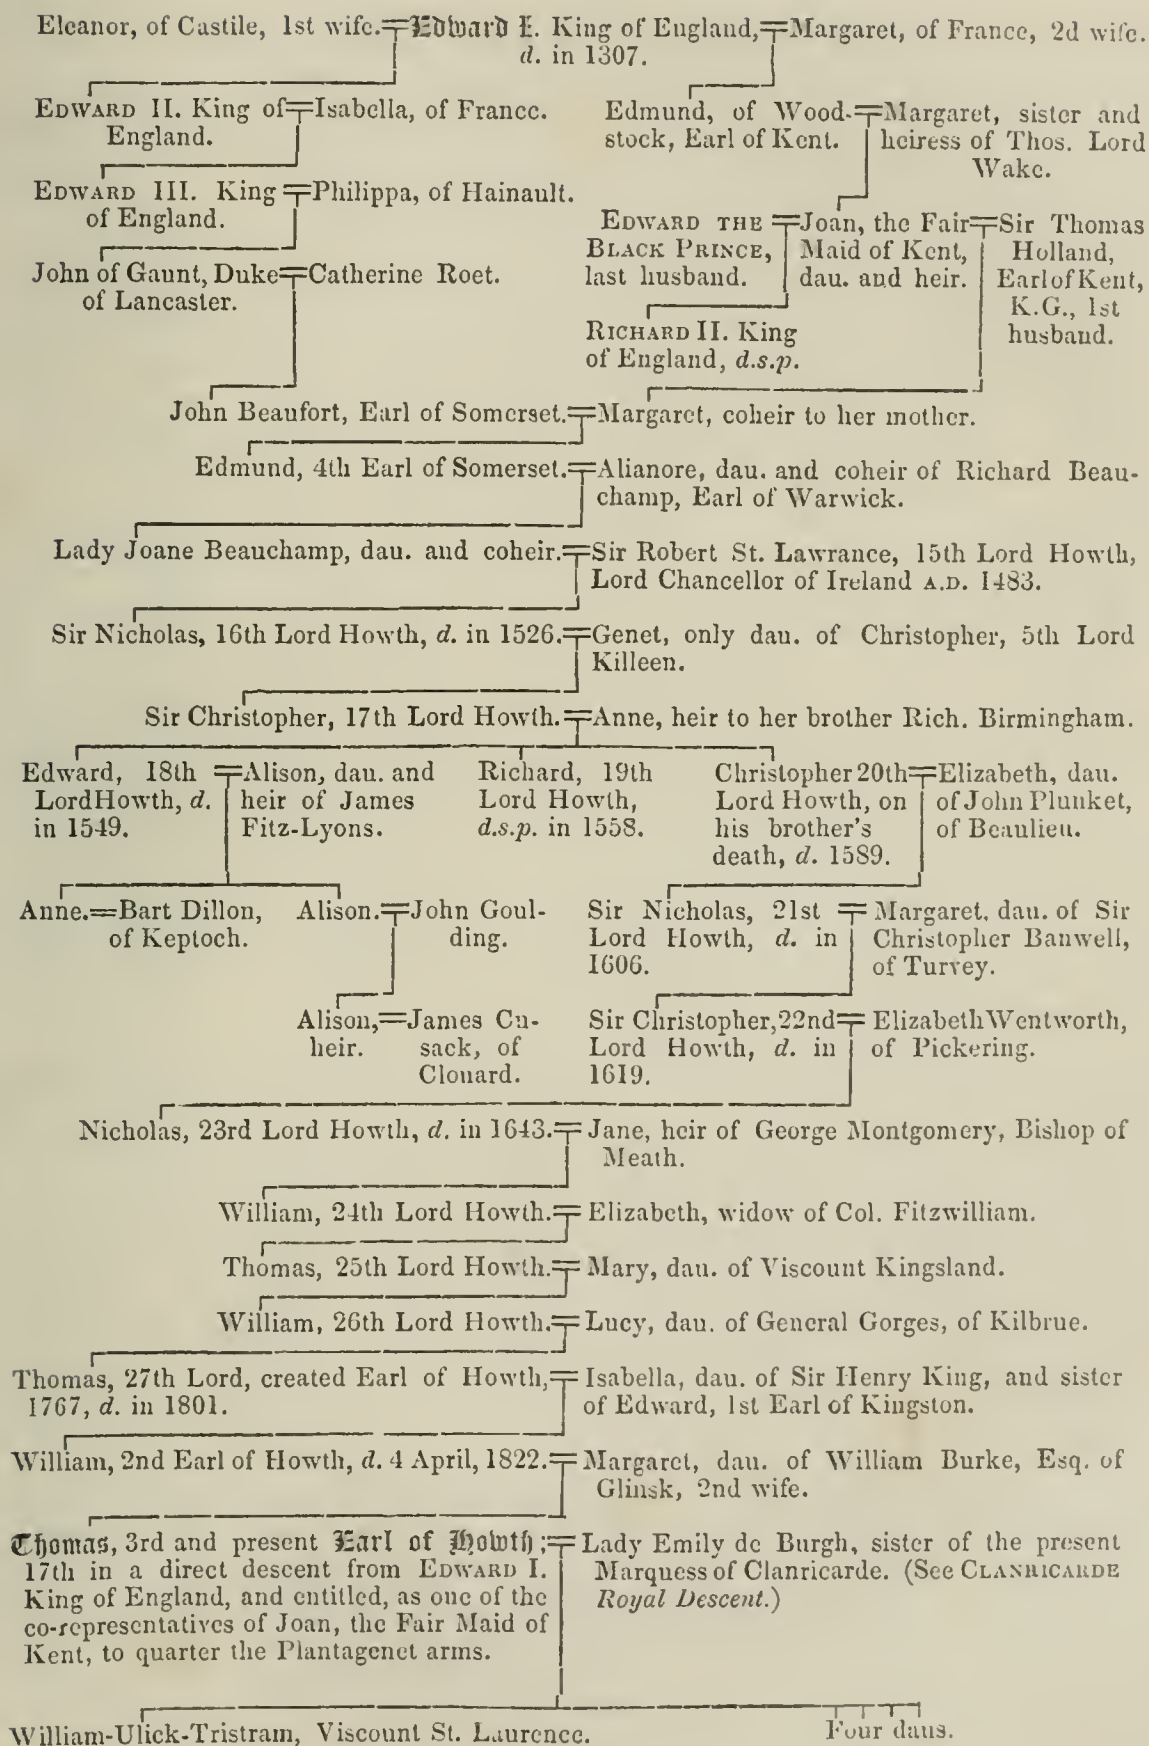 Eleanor, of Castile, 1st wife.=Edward I. King of England,=Margaret, of France, 2d wife.
d. in 1307.
EDWARD II. King of=Isabella, of France.
England.
Edmund, of Wood-=Margaret, sister and
stock, Earl of Kent. heiress of Thos. Lord
Wake.
EDWARD III. King=Philippa, of Hainault.
of England.
EDWARD THE=Joan, the Fair=Sir Thomas
BLACK PRINCE, Maid of Kent, Holland,
last husband. dau. and heir. Earl of Kent,
K.G., 1st
husband.
John of Gaunt, Duke=Catherine Roet.
of Lancaster.
RICHARD II. King
of England, d.s.p.
John Beaufort, Earl of Somerset.=Margaret, coheir to her mother.
Edmund, 4th Earl of Somerset.=Alianore, dau. and coheir of Richard Beau-
champ, Earl of Warwick.
Lady Joane Beauchamp, dau. and coheir.=Sir Robert St. Lawrance, 15th Lord Howth,
Lord Chancellor of Ireland A.D. 1483.
Sir Nicholas, 16th Lord Howth, d. in 1526.=Genet, only dau. of Christopher, 5th Lord
Killeen.
Sir Christopher, 17th Lord Howth.=Anne, heir to her brother Rich. Birmingham.
Edward, 18th=Alison, dau. and
Lord Howth, d. heir of James
in 1549. Fitz-Lyons.
Richard, 19th
Lord Howth,
d.s.p. in 1558.
Christopher 20th=Elizabeth, dau.
Lord Howth, on of John Plunket,
his brother's of Beaulieu.
death, d. 1589.
Anne.=Bart Dillon,
of Keptoch.
Alison.=John Goul-
ding.
Sir Nicholas, 21st=Margaret, dau. of Sir
Lord Howth, d. in Christopher Banwell,
1606. of Turvey.
Alison,=James Cu-
heir. sack, of
Clonard.
Sir Christopher, 22nd=Elizabeth Wentworth,
Lord Howth, d. in of Pickering.
1619.
Nicholas, 23rd Lord Howth, d. in 1643.=Jane, heir of George Montgomery, Bishop of
Meath.
William, 24th Lord Howth.=Elizabeth, widow of Col. Fitzwilliam.
Thomas, 25th Lord Howth.=Mary, dau. of Viscount Kingsland.
William, 26th Lord Howth.=Lucy, dau. of General Gorges, of Kilbrue.
Thomas, 27th Lord, created Earl of Howth,=Isabella, dau. of Sir Henry King, and sister
1767, d. in 1801. of Edward, 1st Earl of Kingston.
William, 2nd Earl of Howth, d. 4 April, 1822.=Margaret, dau. of William Burke, Esq. of
Glinsk, 2nd wife.
Thomas, 3rd and present Earl of Howth;=Lady Emily de Burgh, sister of the present
17th in a direct descent from EDWARD I. Marquess of Clanricarde. (See CLANRICARDE
King of England, and entitled, as one of the Royal Descent.)
co-representatives of Joan, the Fair Maid of
Kent, to quarter the Plantagenet arms.
William-Ulick-Tristram, Viscount St. Laurence.
Four daus.